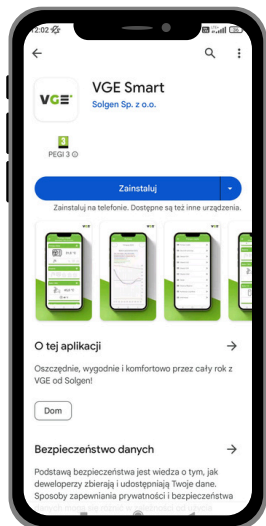 12:02
VGE Smart
Solgen Sp. z o.o.
VGE
3
PEGI 3
Zainstaluj
Zainstaluj na telefonie. Dostępne są też inne urządzenia.
O tej aplikacji
Oszczędnie, wygodnie i komfortowo przez cały rok z
VGE od Solgen!
Dom
Bezpieczeństwo danych
Podstawą bezpieczeństwa jest wiedza o tym, jak
deweloperzy zbierają i udostępniają Twoje dane.
Sposoby zapewniania prywatności i bezpieczeństwa